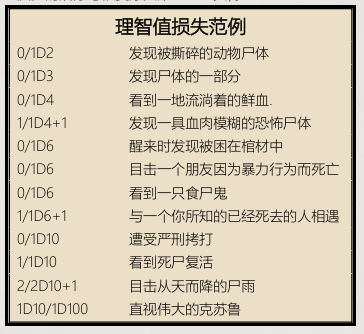 理智值损失范例
0/1D2 发现被撕碎的动物尸体
0/1D3 发现尸体的一部分
0/1D4 看到一地流淌着的鲜血.
1/1D4+1 发现一具血肉模糊的恐怖尸体
0/1D6 醒来时发现被困在棺材中
0/1D6 目击一个朋友因为暴力行为而死亡
0/1D6 看到一只食尸鬼
1/1D6+1 与一个你所知的已经死去的人相遇
0/1D10 遭受严刑拷打
1/1D10 看到死尸复活
2/2D10+1 目击从天而降的尸雨
1D10/1D100 直视伟大的克苏鲁